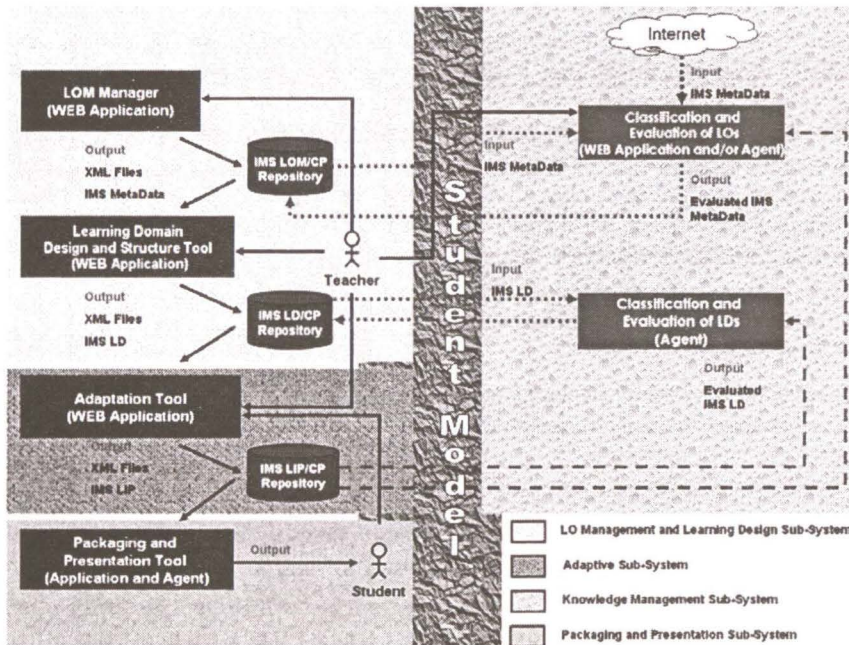 Internet
Input
IMS MetaData
LOM Manager
(WEB Application)
Classification and
Evaluation of LOs
(WEB Application and/or Agent)
Output
XML Files
IMS MetaData
IMS LOM/CP
Repository
Input
IMS MetaData
Output
Evaluated IMS
MetaData
Learning Domain
Design and Structure Tool
(WEB Application)
Teacher
Student Model
Output
XML Files
IMS LD
IMS LD/CP
Repository
Input
IMS LD
Classification and
Evaluation of LDs
(Agent)
Output
Evaluated
IMS LD
Adaptation Tool
(WEB Application)
Output
XML Files
IMS LIP
IMS LIP/CP
Repository
Packaging and
Presentation Tool
(Application and Agent)
Output
Student
LO Management and Learning Design Sub-System
Adaptive Sub-System
Knowledge Management Sub-System
Packaging and Presentation Sub-System